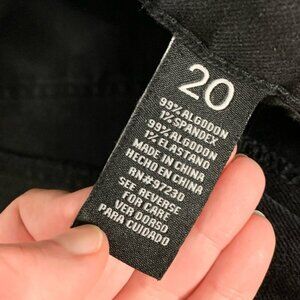 20
99% ALGODON
1% SPANDEX
99% ALGODON
1% ELASTANO
MADE IN CHINA
HECHO EN CHINA
RN#97230
SEE REVERSE
FOR CARE
VER DORSO
PARA CUIDADO